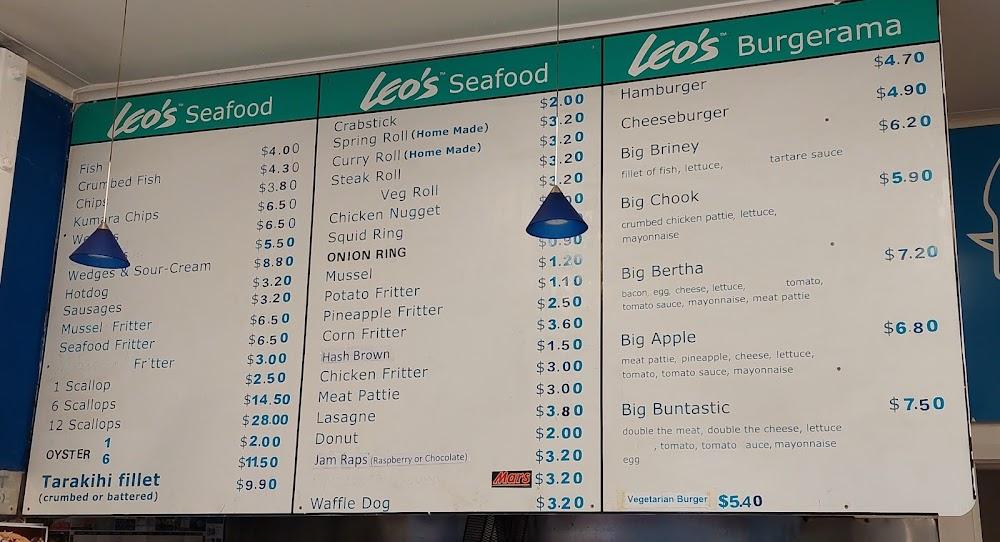 Leo's™ Seafood
Fish $4.00
Crumbed Fish $4.30
Chips $3.80
Kumara Chips $6.50
$6.50
$5.50
Wedges & Sour-Cream $8.80
Hotdog $3.20
Sausages $3.20
Mussel Fritter $6.50
Seafood Fritter $6.50
Fritter $3.00
1 Scallop $2.50
6 Scallops $14.50
12 Scallops $28.00
OYSTER 1 $2.00
6 $11.50
Tarakihi fillet $9.90
(crumbed or battered)
Leo's™ Seafood
Crabstick $2.00
Spring Roll (Home Made) $3.20
Curry Roll (Home Made) $3.20
Steak Roll $3.20
Veg Roll $3.20
Chicken Nugget
Squid Ring
ONION RING $0.90
Mussel $1.20
Potato Fritter $1.10
Pineapple Fritter $2.50
Corn Fritter $3.60
Hash Brown $1.50
Chicken Fritter $3.00
Meat Pattie $3.00
Lasagne $3.80
Donut $2.00
Jam Raps (Raspberry or Chocolate) $3.20
Mars $3.20
Waffle Dog $3.20
Leo's™ Burgerama
Hamburger $4.70
Cheeseburger $4.90
Big Briney $6.20
fillet of fish, lettuce, tartare sauce
Big Chook $5.90
crumbed chicken pattie, lettuce,
mayonnaise
Big Bertha $7.20
bacon, egg, cheese, lettuce, tomato,
tomato sauce, mayonnaise, meat pattie
Big Apple $6.80
meat pattie, pineapple, cheese, lettuce,
tomato, tomato sauce, mayonnaise
Big Buntastic $7.50
double the meat, double the cheese, lettuce
, tomato, tomato auce, mayonnaise
egg
Vegetarian Burger $5.40